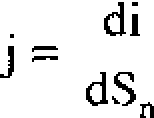 j = di / dSₙ